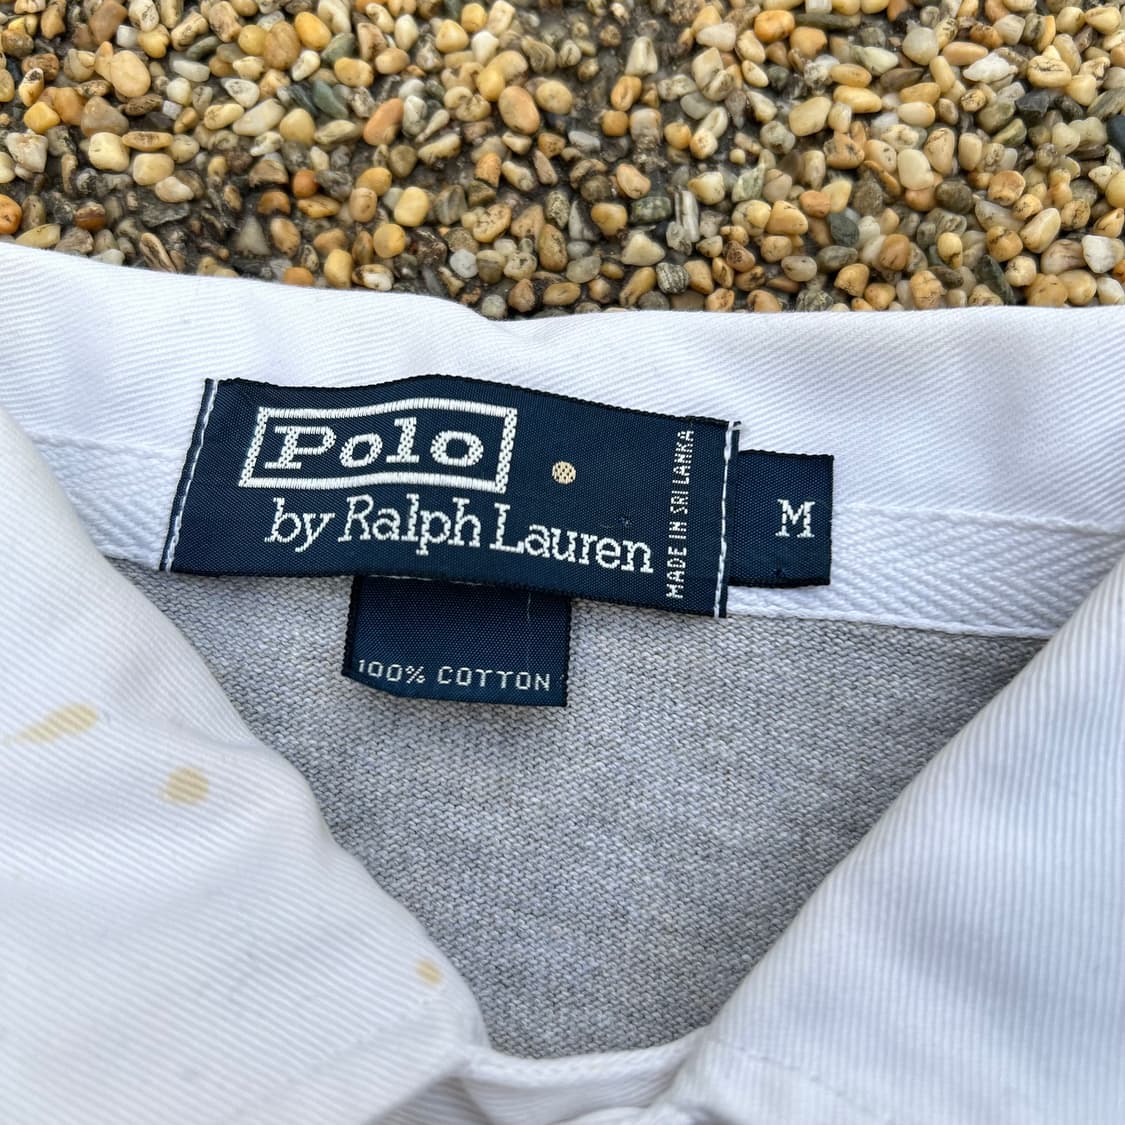 Polo
by Ralph Lauren
MADE IN SRI LANKA
M
100% COTTON